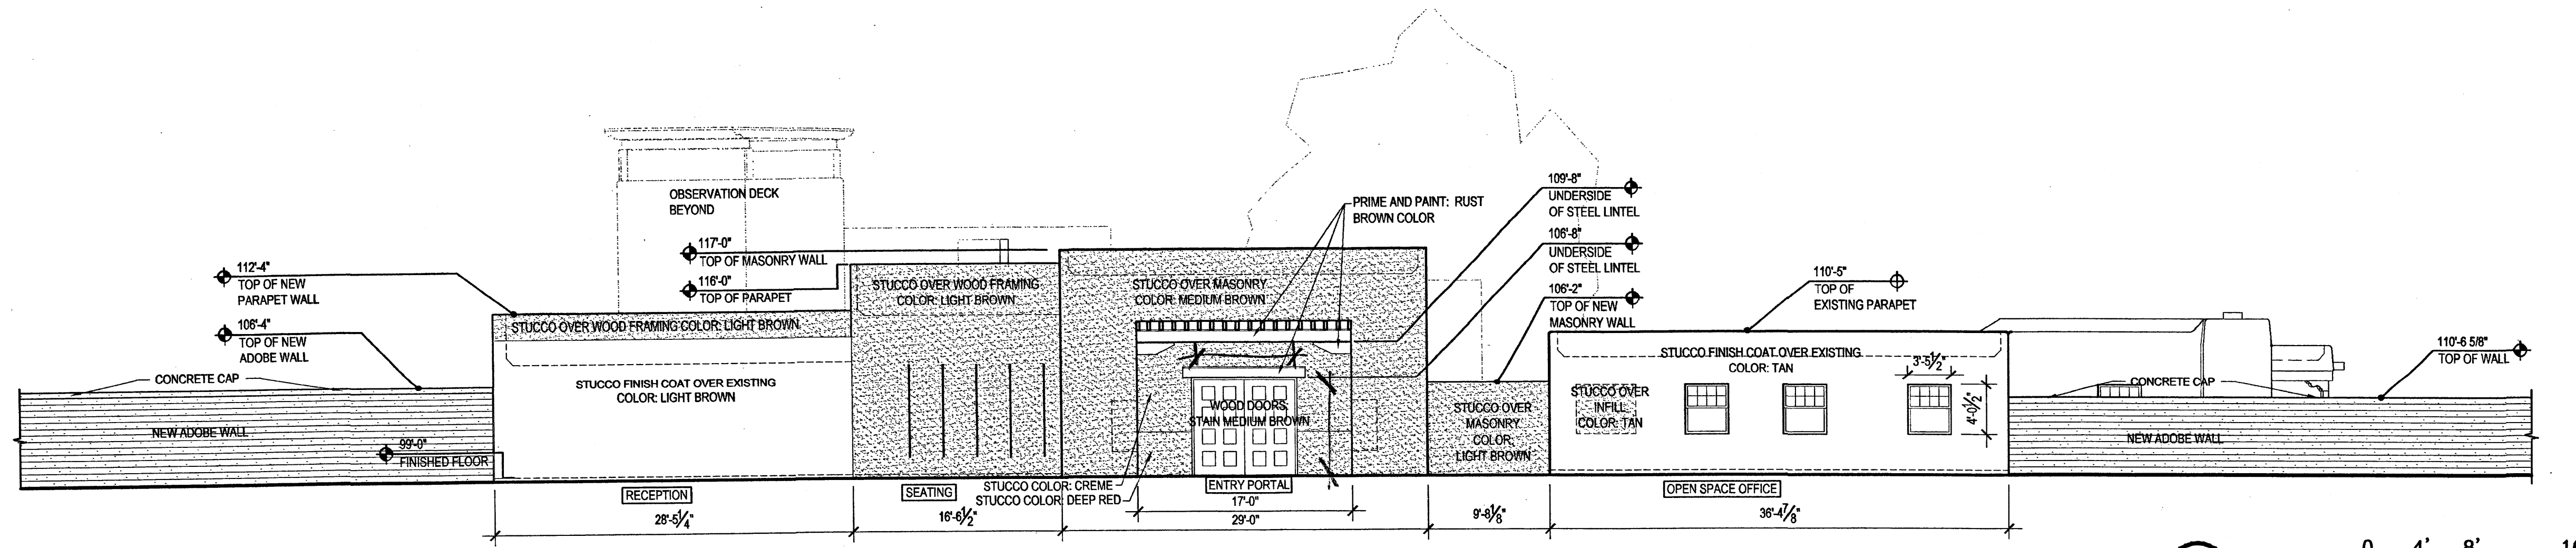 OBSERVATION DECK
BEYOND
117'-0"
TOP OF MASONRY WALL
116'-0"
TOP OF PARAPET
112'-4"
TOP OF NEW
PARAPET WALL
106'-4"
TOP OF NEW
ADOBE WALL
CONCRETE CAP
NEW ADOBE WALL
99'-0"
FINISHED FLOOR
STUCCO OVER WOOD FRAMING COLOR: LIGHT BROWN
STUCCO FINISH COAT OVER EXISTING
COLOR: LIGHT BROWN
STUCCO OVER WOOD FRAMING
COLOR: LIGHT BROWN
STUCCO OVER MASONRY
COLOR: MEDIUM BROWN
PRIME AND PAINT: RUST
BROWN COLOR
109'-8"
UNDERSIDE
OF STEEL LINTEL
106'-8"
UNDERSIDE
OF STEEL LINTEL
106'-2"
TOP OF NEW
MASONRY WALL
WOOD DOORS;
STAIN MEDIUM BROWN
STUCCO OVER
MASONRY
COLOR:
LIGHT BROWN
110'-5"
TOP OF
EXISTING PARAPET
STUCCO FINISH COAT OVER EXISTING
COLOR: TAN
STUCCO OVER
INFILL
COLOR: TAN
3'-5 1/2"
4'-0 1/2"
110'-6 5/8"
TOP OF WALL
CONCRETE CAP
NEW ADOBE WALL
STUCCO COLOR: CREME
STUCCO COLOR: DEEP RED
RECEPTION
SEATING
ENTRY PORTAL
OPEN SPACE OFFICE
28'-5 1/4"
16'-6 1/2"
17'-0"
29'-0"
9'-8 1/8"
36'-4 7/8"
0 4' 8'